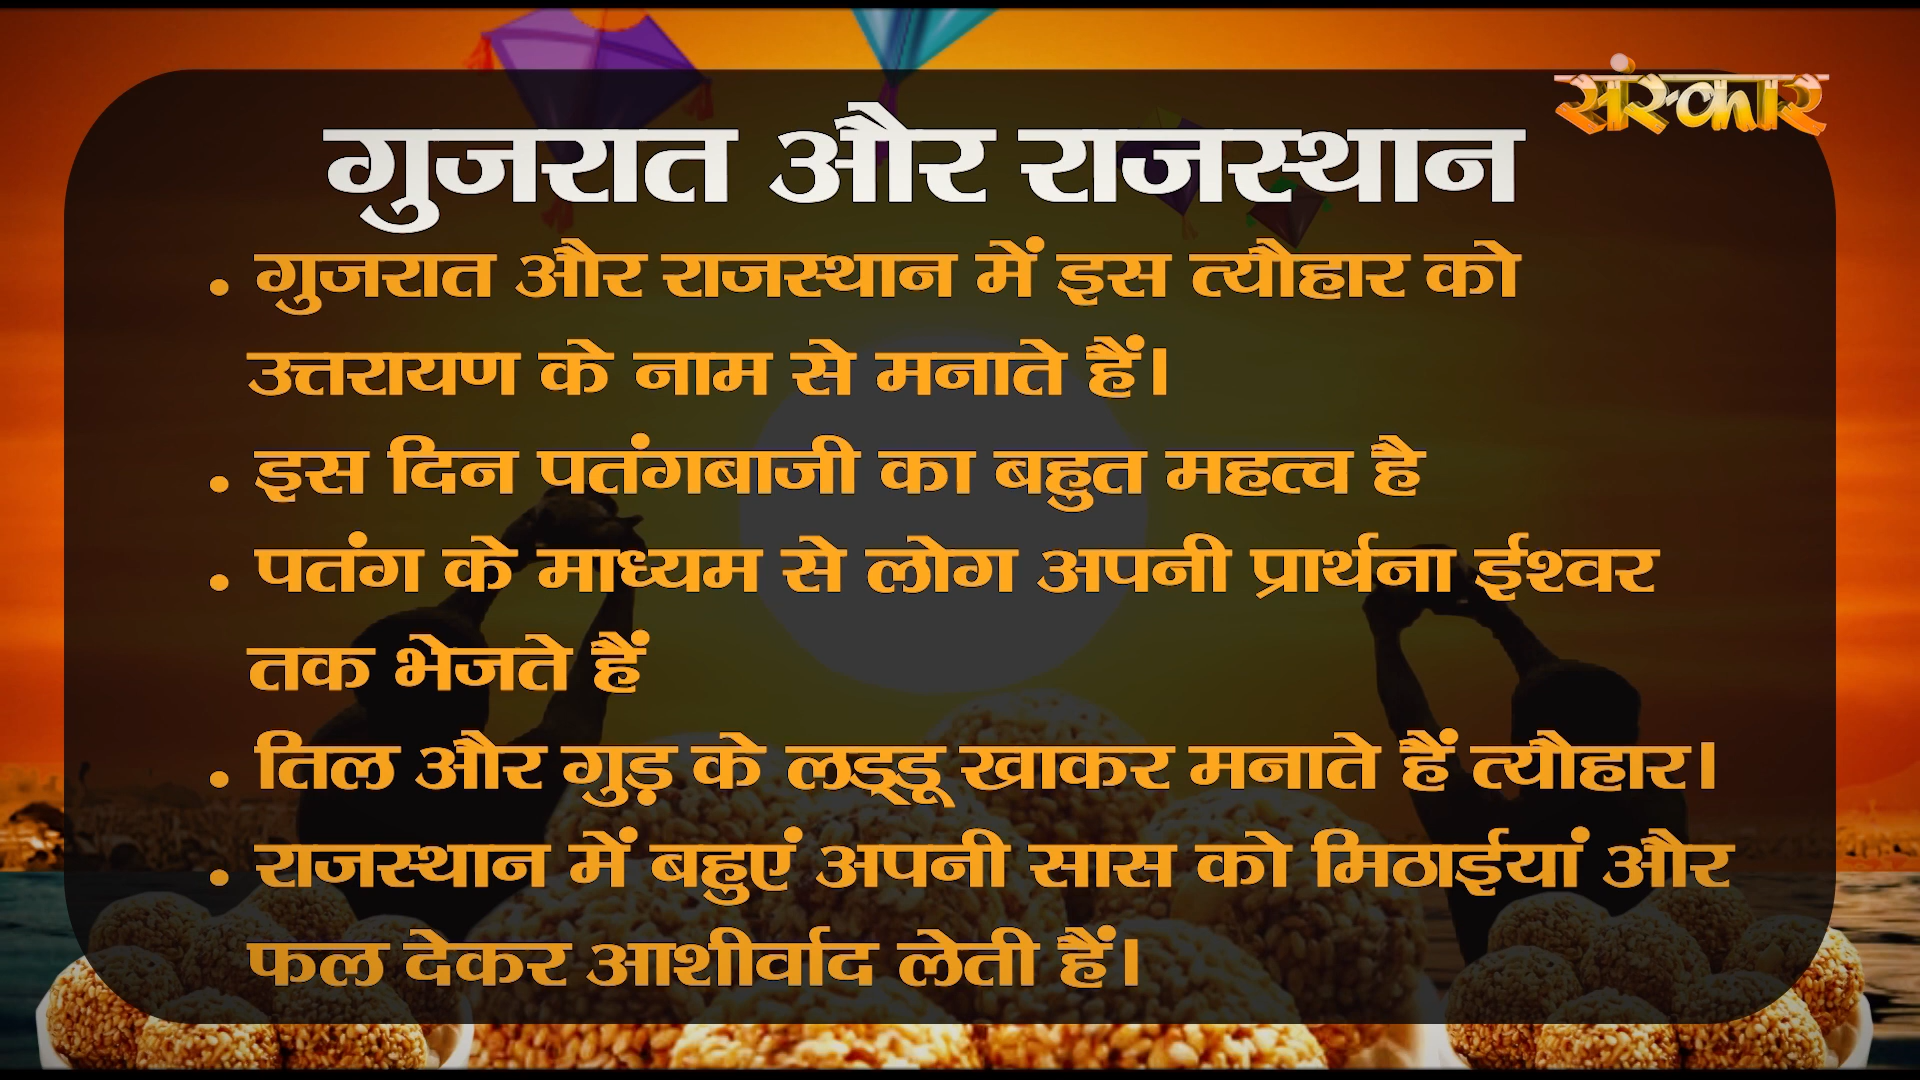 संस्कार
गुजरात और राजस्थान
. गुजरात और राजस्थान में इस त्यौहार को
उत्तरायण के नाम से मनाते हैं।
. इस दिन पतंगबाजी का बहुत महत्व है
. पतंग के माध्यम से लोग अपनी प्रार्थना ईश्वर
तक भेजते हैं
. तिल और गुड़ के लड्डू खाकर मनाते हैं त्यौहार।
. राजस्थान में बहुएं अपनी सास को मिठाईयां और
फल देकर आशीर्वाद लेती हैं।